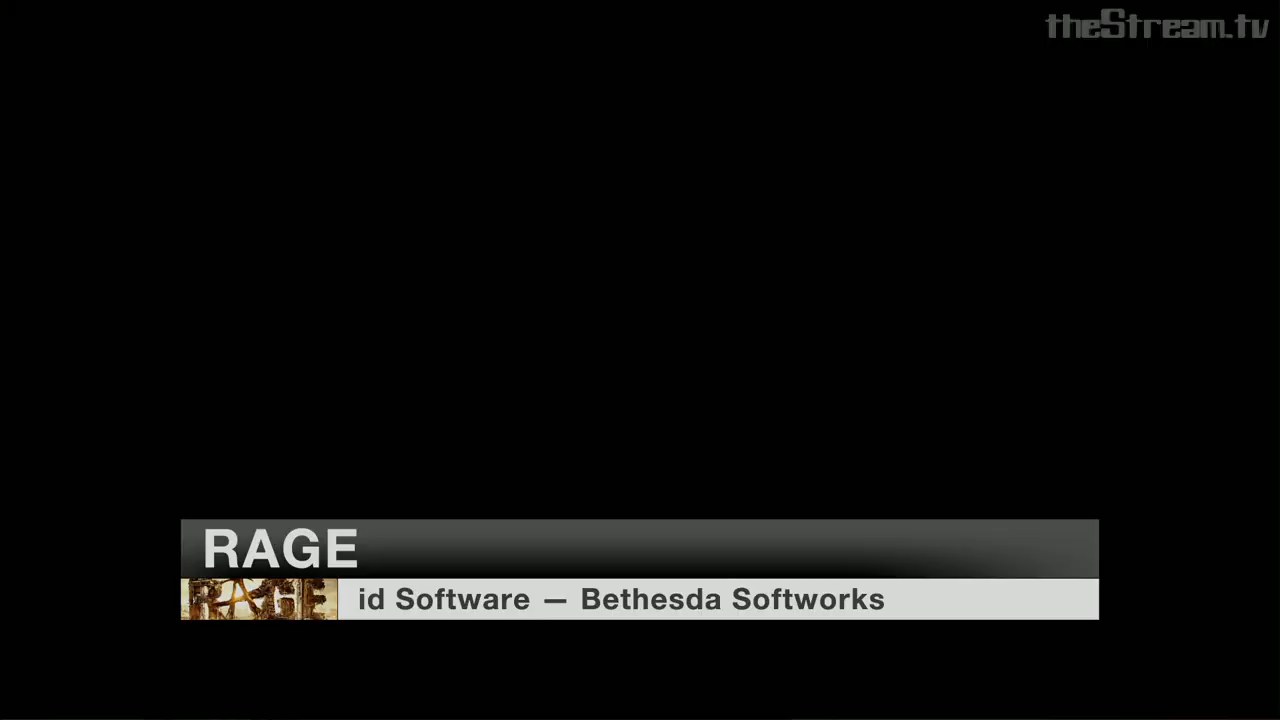 theStream.tv
RAGE
RAGE
id Software — Bethesda Softworks